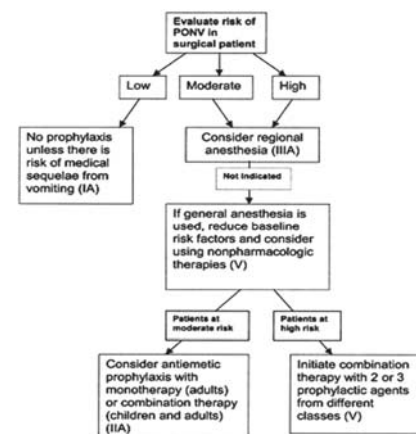 Evaluate risk of
PONV in
surgical patient
Low
Moderate
High
No prophylaxis
unless there is
risk of medical
sequelae from
vomiting (IA)
Consider regional
anesthesia (IIIA)
Not Indicated
If general anesthesia is
used, reduce baseline
risk factors and consider
using nonpharmacologic
therapies (V)
Patients at
moderate risk
Patients at
high risk
Consider antiemetic
prophylaxis with
monotherapy (adults)
or combination therapy
(children and adults)
(IIA)
Initiate combination
therapy with 2 or 3
prophylactic agents
from different
classes (V)